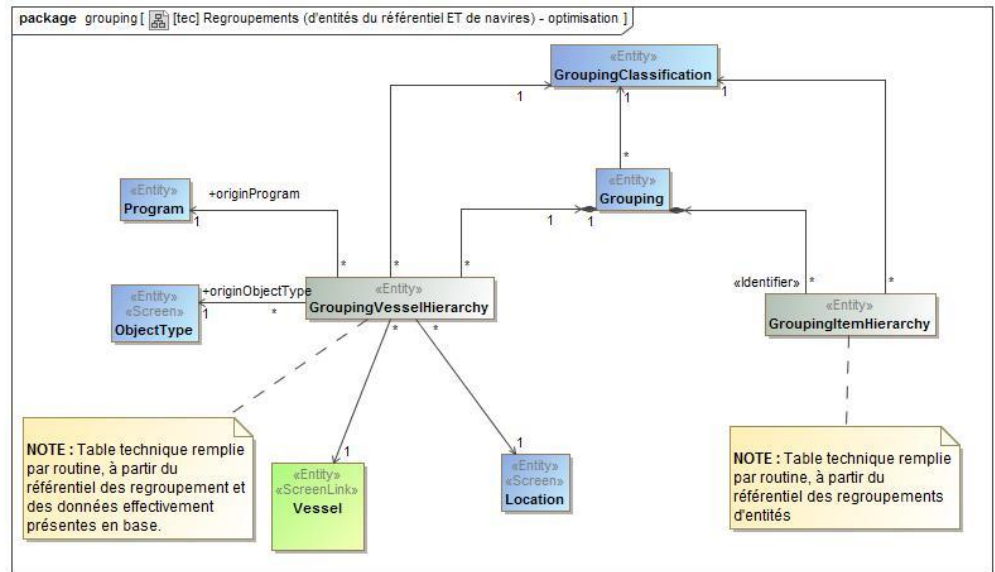 package grouping [ [tec] Regroupements (d'entités du référentiel ET de navires) - optimisation ]
«Entity»
GroupingClassification
1
1
1
*
«Entity»
Grouping
1
1
«Entity»
Program
+originProgram
1
*
*
*
«Identifier»
*
*
«Entity»
«Screen»
ObjectType
+originObjectType
1
*
«Entity»
GroupingVesselHierarchy
*
*
«Entity»
GroupingItemHierarchy
NOTE : Table technique remplie
par routine, à partir du
référentiel des regroupement et
des données effectivement
présentes en base.
1
«Entity»
«ScreenLink»
Vessel
1
«Entity»
«Screen»
Location
NOTE : Table technique remplie
par routine, à partir du
référentiel des regroupements
d'entités